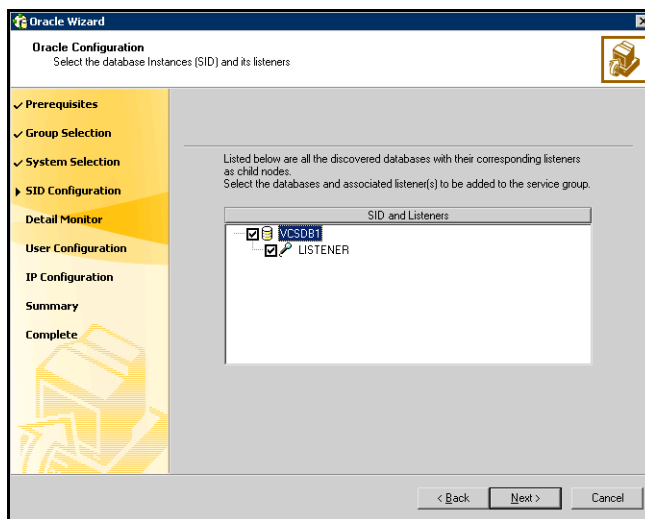 Oracle Wizard
Oracle Configuration
Select the database Instances (SID) and its listeners
Prerequisites
Group Selection
System Selection
SID Configuration
Detail Monitor
User Configuration
IP Configuration
Summary
Complete
Listed below are all the discovered databases with their corresponding listeners
as child nodes.
Select the databases and associated listener(s) to be added to the service group.
SID and Listeners
VCSDB1
LISTENER
< Back
Next >
Cancel